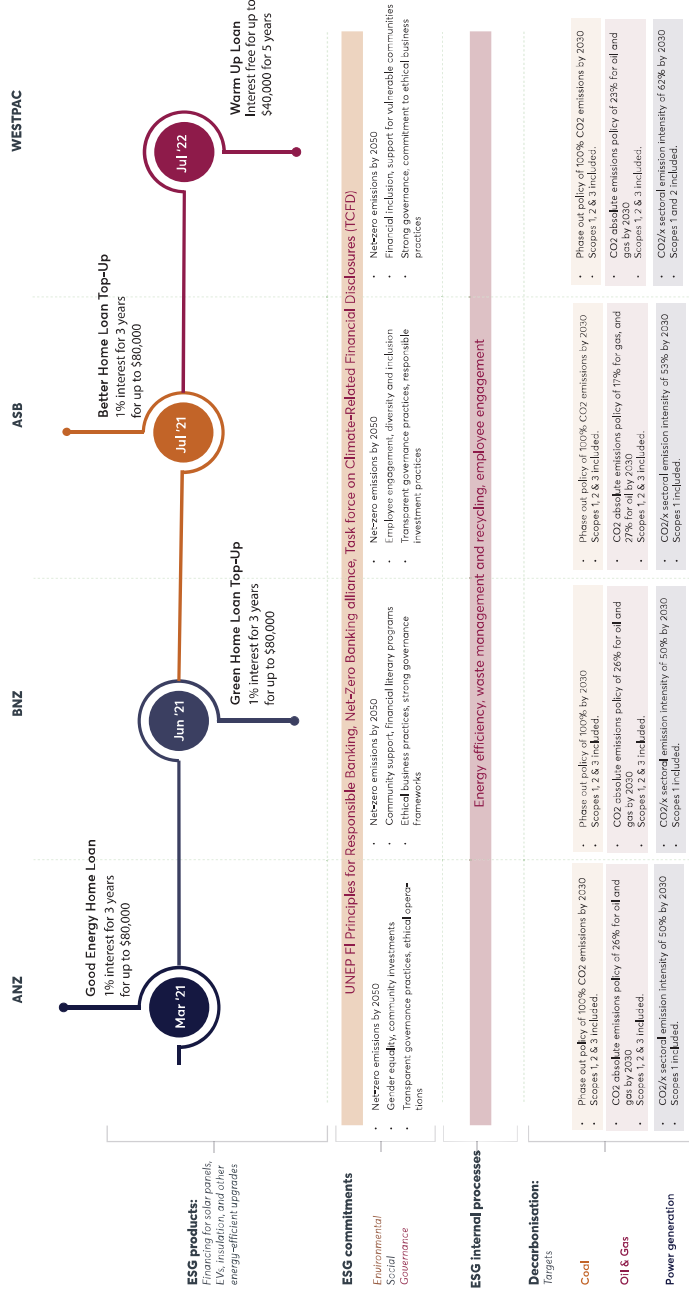 ANZ
BNZ
ASB
WESTPAC
ESG products:
Financing for solar panels,
EVs, insulation, and other
energy-efficient upgrades
Good Energy Home Loan
1% interest for 3 years
for up to $80,000
Mar '21
Jun '21
Green Home Loan Top-Up
1% interest for 3 years
for up to $80,000
Better Home Loan Top-Up
1% interest for 3 years
for up to $80,000
Jul '21
Jul '22
Warm Up Loan
Interest free for up to
$40,000 for 5 years
ESG commitments
Environmental
Social
Governance
UNEP FI Principles for Responsible Banking, Net-Zero Banking alliance, Task force on Climate-Related Financial Disclosures (TCFD)
• Net-zero emissions by 2050
• Gender equality, community investments
• Transparent governance practices, ethical opera-
tions
• Net-zero emissions by 2050
• Community support, financial literary programs
• Ethical business practices, strong governance
frameworks
• Net-zero emissions by 2050
• Employee engagement, diversity and inclusion
• Transparent governance practices, responsible
investment practices
• Net-zero emissions by 2050
• Financial inclusion, support for vulnerable communities
• Strong governance, commitment to ethical business
practices
ESG internal processes
Energy efficiency, waste management and recycling, employee engagement
Decarbonisation:
Targets
Coal
• Phase out policy of 100% CO2 emissions by 2030
• Scopes 1, 2 & 3 included.
• Phase out policy of 100% by 2030
• Scopes 1, 2 & 3 included.
• Phase out policy of 100% CO2 emissions by 2030
• Scopes 1, 2 & 3 included.
• Phase out policy of 100% CO2 emissions by 2030
• Scopes 1, 2 & 3 included.
Oil & Gas
• CO2 absolute emissions policy of 26% for oil and
gas by 2030
• Scopes 1, 2 & 3 included.
• CO2 absolute emissions policy of 26% for oil and
gas by 2030
• Scopes 1, 2 & 3 included.
• CO2 absolute emissions policy of 17% for gas, and
27% for oil by 2030
• Scopes 1, 2 & 3 included.
• CO2 absolute emissions policy of 23% for oil and
gas by 2030
• Scopes 1, 2 & 3 included.
Power generation
• CO2/x sectoral emission intensity of 50% by 2030
• Scopes 1 included.
• CO2/x sectoral emission intensity of 50% by 2030
• Scopes 1 included.
• CO2/x sectoral emission intensity of 53% by 2030
• Scopes 1 included.
• CO2/x sectoral emission intensity of 62% by 2030
• Scopes 1 and 2 included.